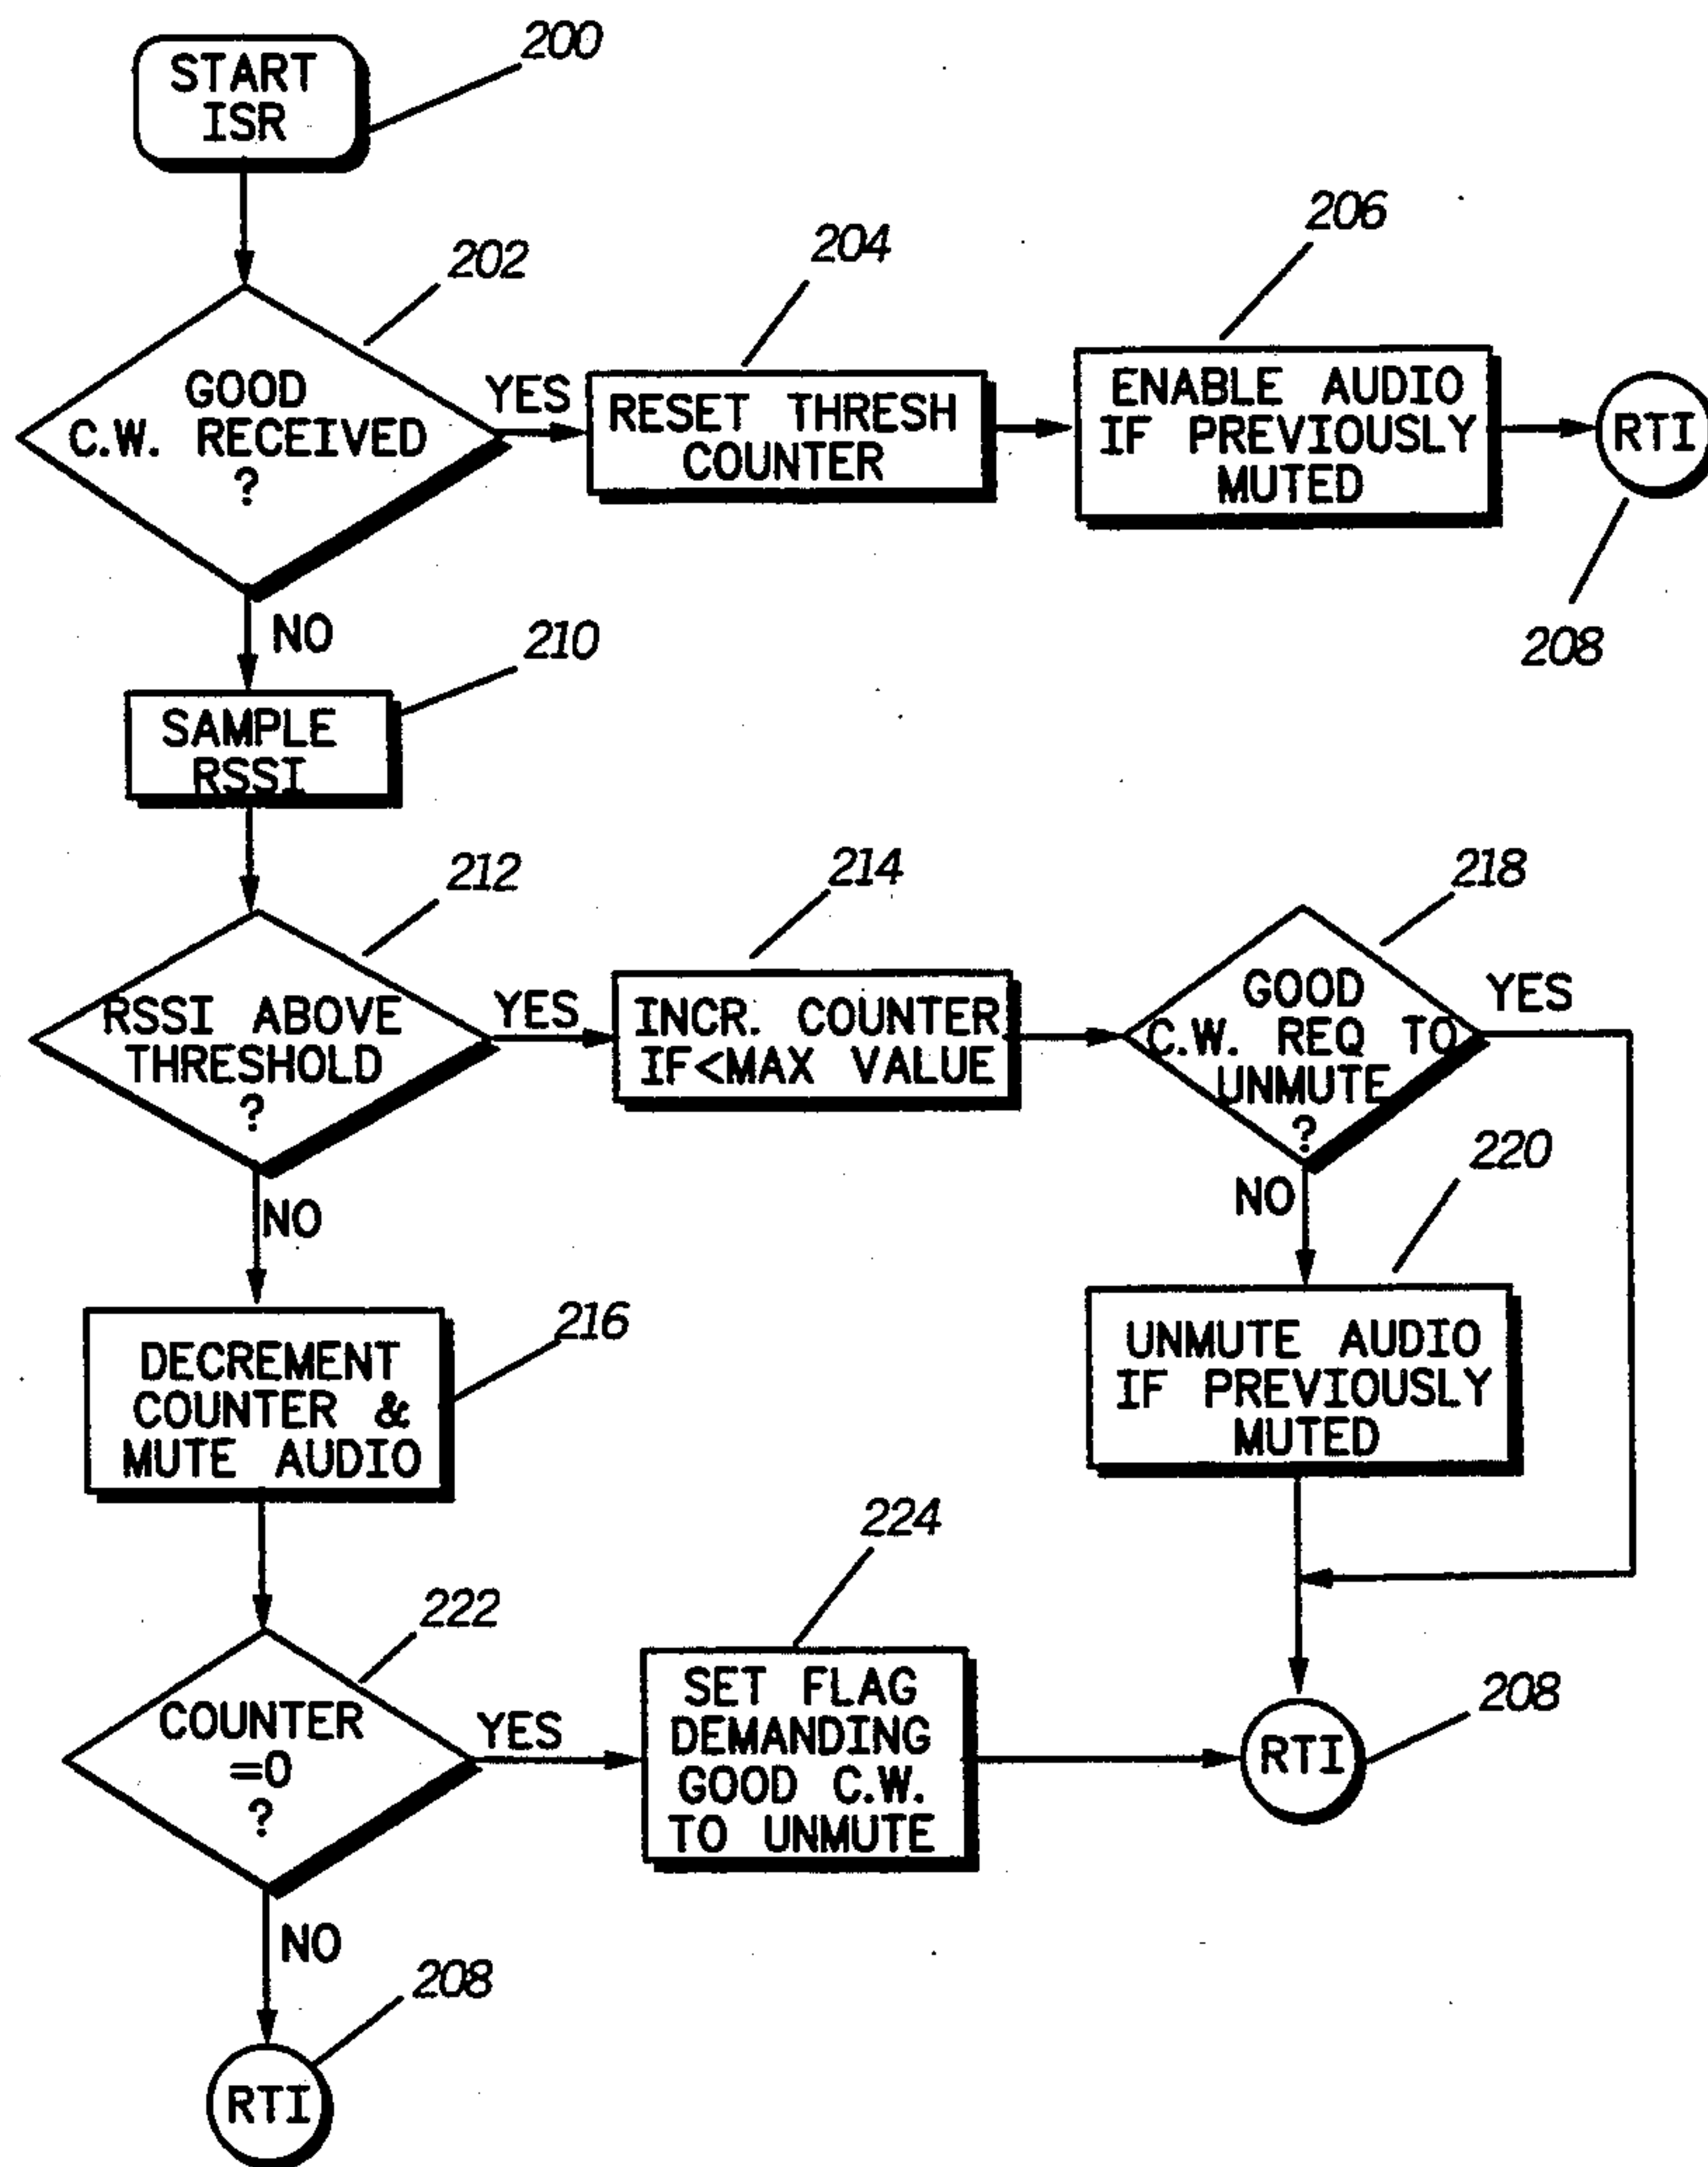 200
START
ISR
202
204
206
GOOD
C.W. RECEIVED
?
YES
RESET THRESH
COUNTER
ENABLE AUDIO
IF PREVIOUSLY
MUTED
RTI
208
NO
210
SAMPLE
RSSI
212
214
218
RSSI ABOVE
THRESHOLD
?
YES
INCR. COUNTER
IF<MAX VALUE
GOOD
C.W. REQ TO
UNMUTE
?
YES
NO
NO
220
216
DECREMENT
COUNTER &
MUTE AUDIO
UNMUTE AUDIO
IF PREVIOUSLY
MUTED
222
224
COUNTER
=0
?
YES
SET FLAG
DEMANDING
GOOD C.W.
TO UNMUTE
RTI
208
NO
208
RTI